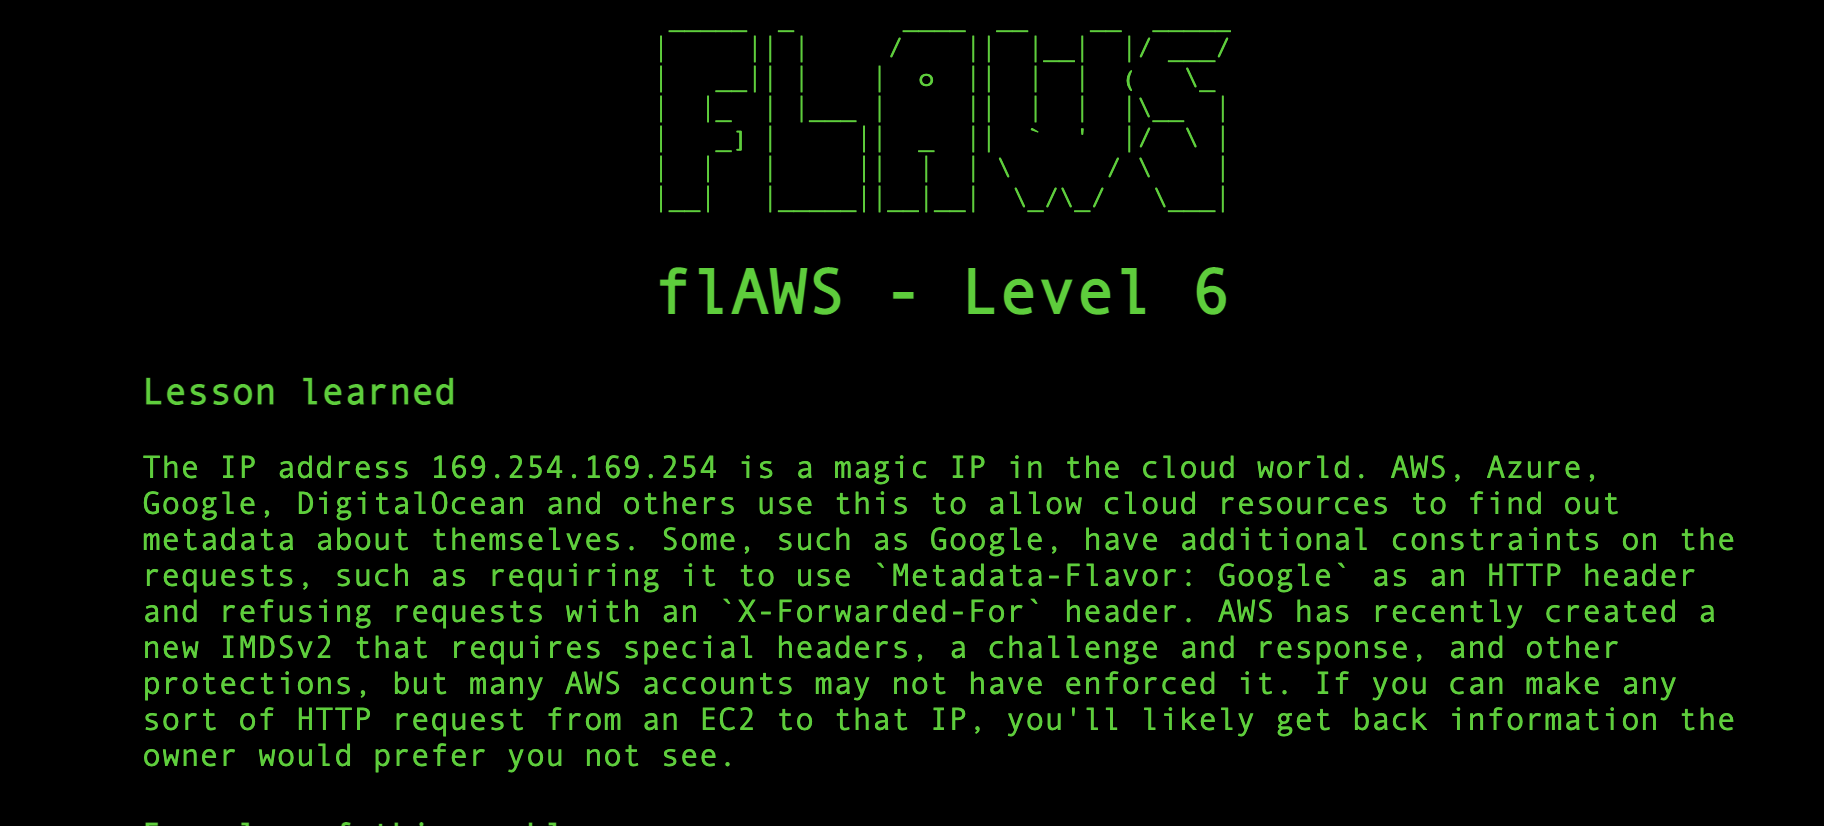 FLAWS
flAWS - Level 6
Lesson learned
The IP address 169.254.169.254 is a magic IP in the cloud world. AWS, Azure,
Google, DigitalOcean and others use this to allow cloud resources to find out
metadata about themselves. Some, such as Google, have additional constraints on the
requests, such as requiring it to use `Metadata-Flavor: Google` as an HTTP header
and refusing requests with an `X-Forwarded-For` header. AWS has recently created a
new IMDSv2 that requires special headers, a challenge and response, and other
protections, but many AWS accounts may not have enforced it. If you can make any
sort of HTTP request from an EC2 to that IP, you'll likely get back information the
owner would prefer you not see.